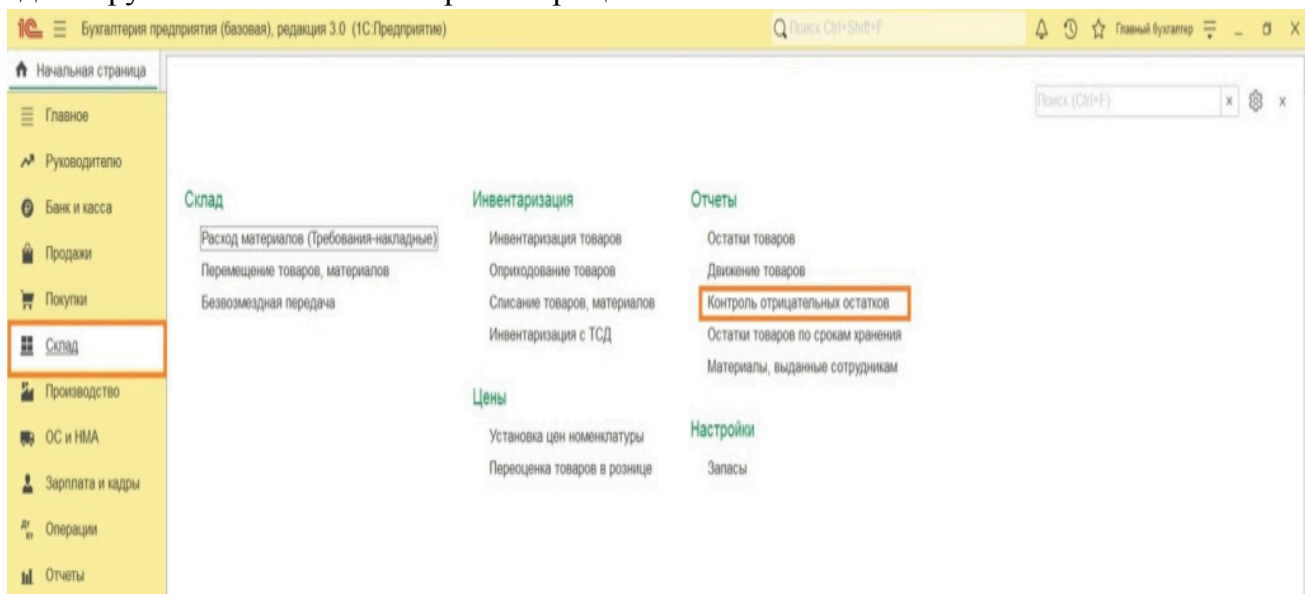 1С Бухгалтерия предприятия (базовая), редакция 3.0 (1С:Предприятие) Поиск Ctrl+Shift+F Главный бухгалтер
Начальная страница
Поиск (Ctrl+F)
Главное
Руководителю
Банк и касса
Продажи
Покупки
Склад
Производство
ОС и НМА
Зарплата и кадры
Операции
Отчеты
Склад
Расход материалов (Требования-накладные)
Перемещение товаров, материалов
Безвозмездная передача
Инвентаризация
Инвентаризация товаров
Оприходование товаров
Списание товаров, материалов
Инвентаризация с ТСД
Цены
Установка цен номенклатуры
Переоценка товаров в рознице
Отчеты
Остатки товаров
Движение товаров
Контроль отрицательных остатков
Остатки товаров по срокам хранения
Материалы, выданные сотрудникам
Настройки
Запасы